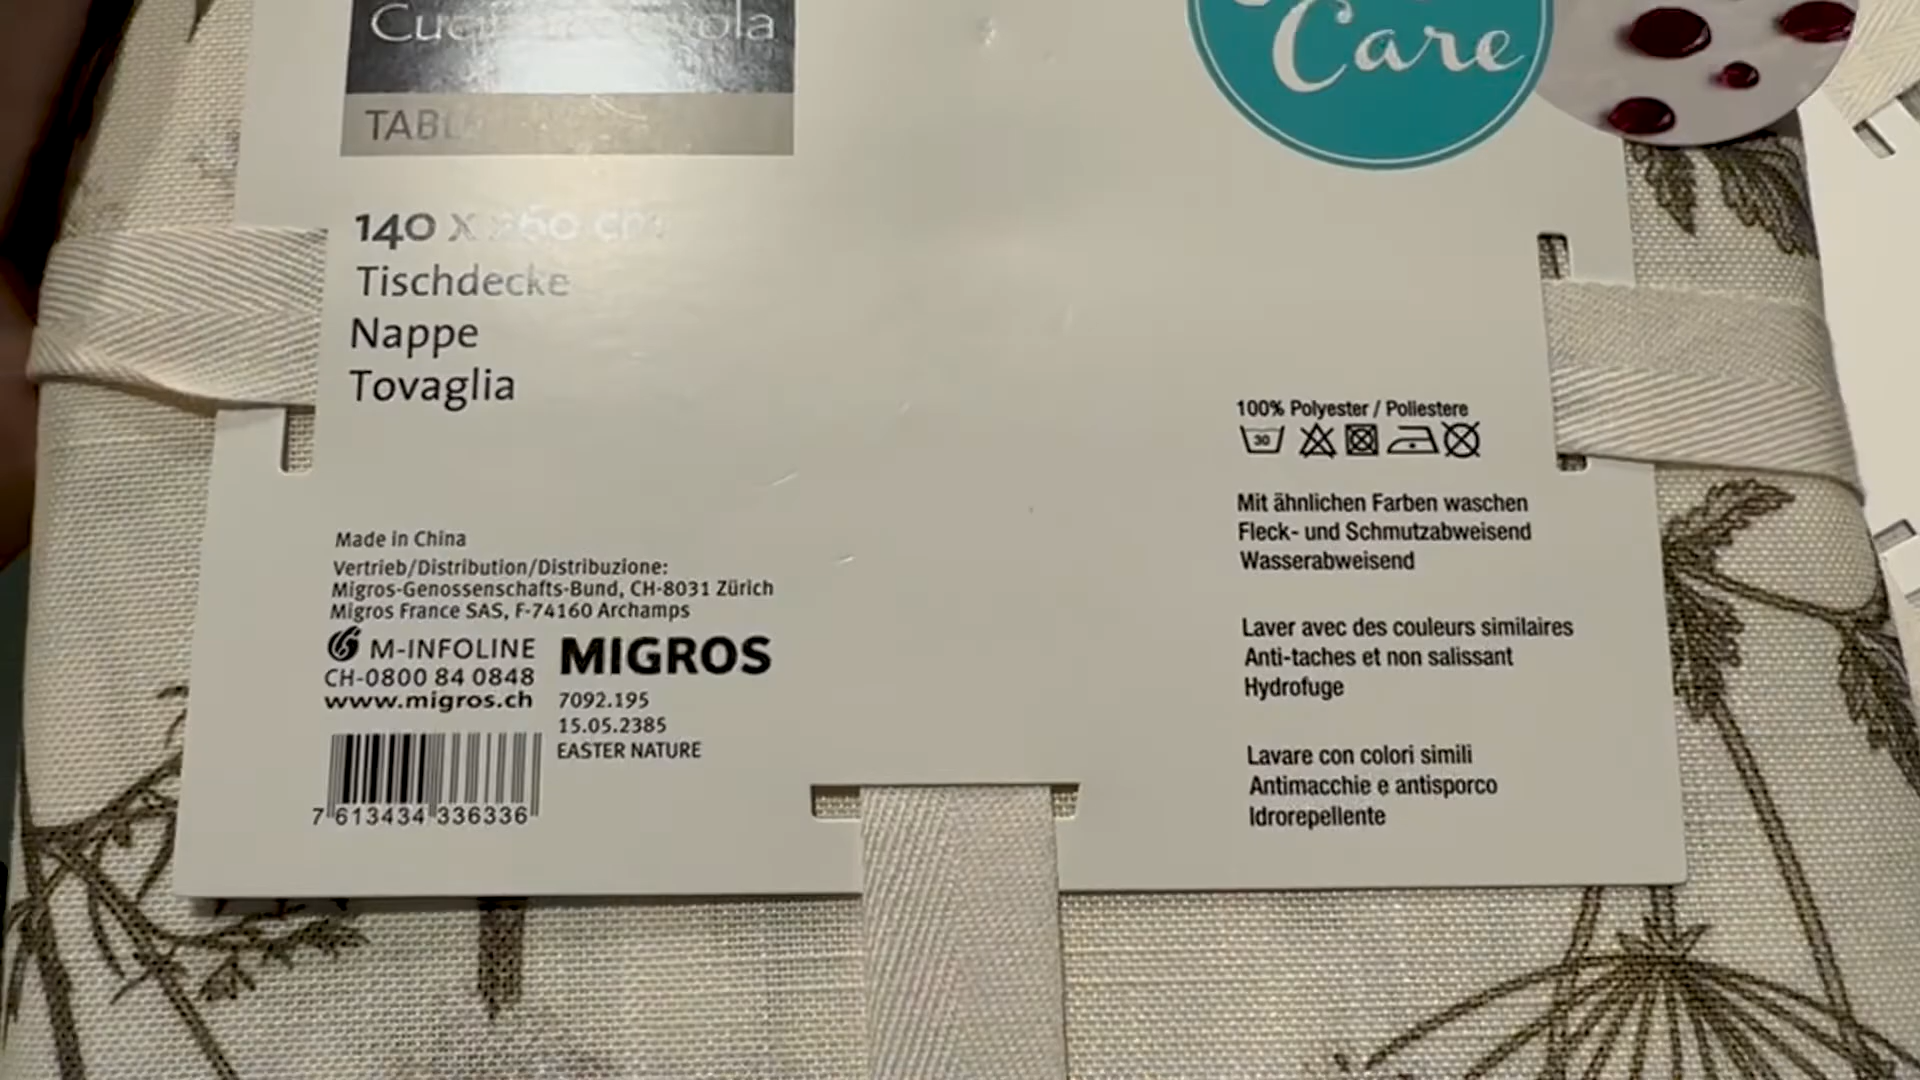 Care
140 x 260 cm
Tischdecke
Nappe
Tovaglia
Made in China
Vertrieb/Distribution/Distribuzione:
Migros-Genossenschafts-Bund, CH-8031 Zürich
Migros France SAS, F-74160 Archamps
M-INFOLINE
CH-0800 84 0848
www.migros.ch
MIGROS
7092.195
15.05.2385
EASTER NATURE
7 613434 336336
100% Polyester / Poliestere
30
Mit ähnlichen Farben waschen
Fleck- und Schmutzabweisend
Wasserabweisend
Laver avec des couleurs similaires
Anti-taches et non salissant
Hydrofuge
Lavare con colori simili
Antimacchie e antisporco
Idrorepellente